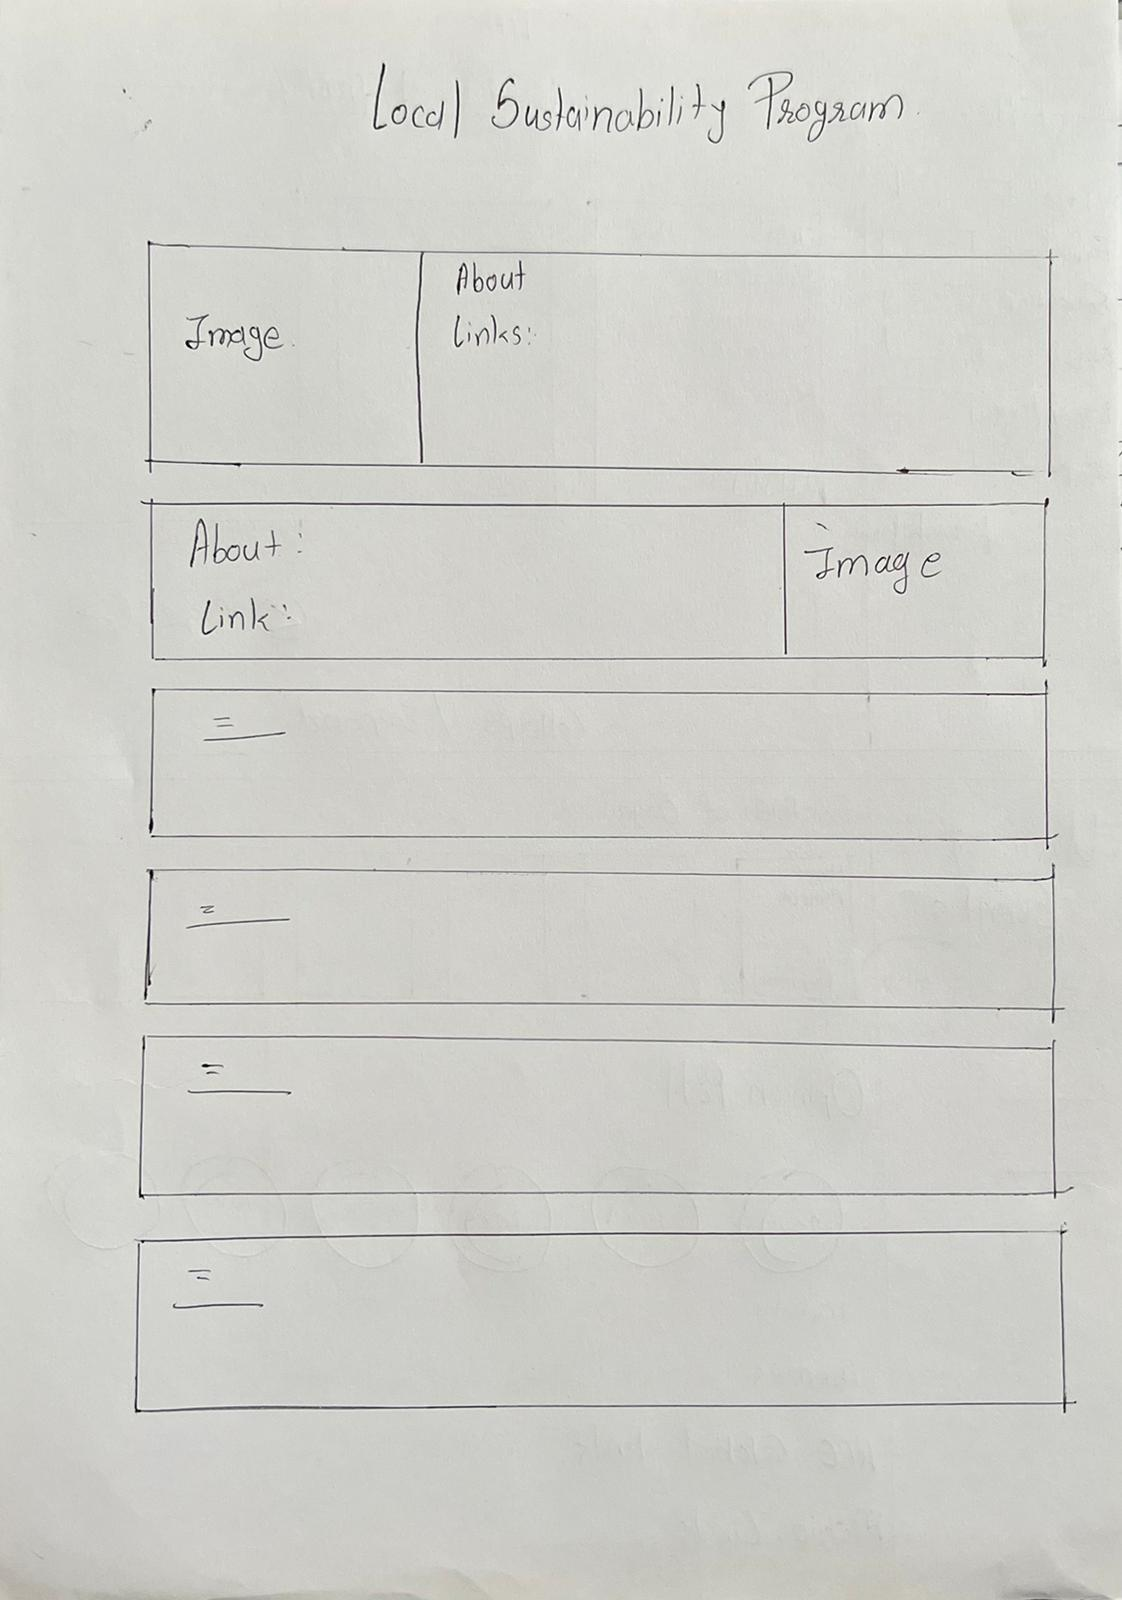 Local Sustainability Program
Image
About
Links:
About:
Link:
Image
=
=
=
=